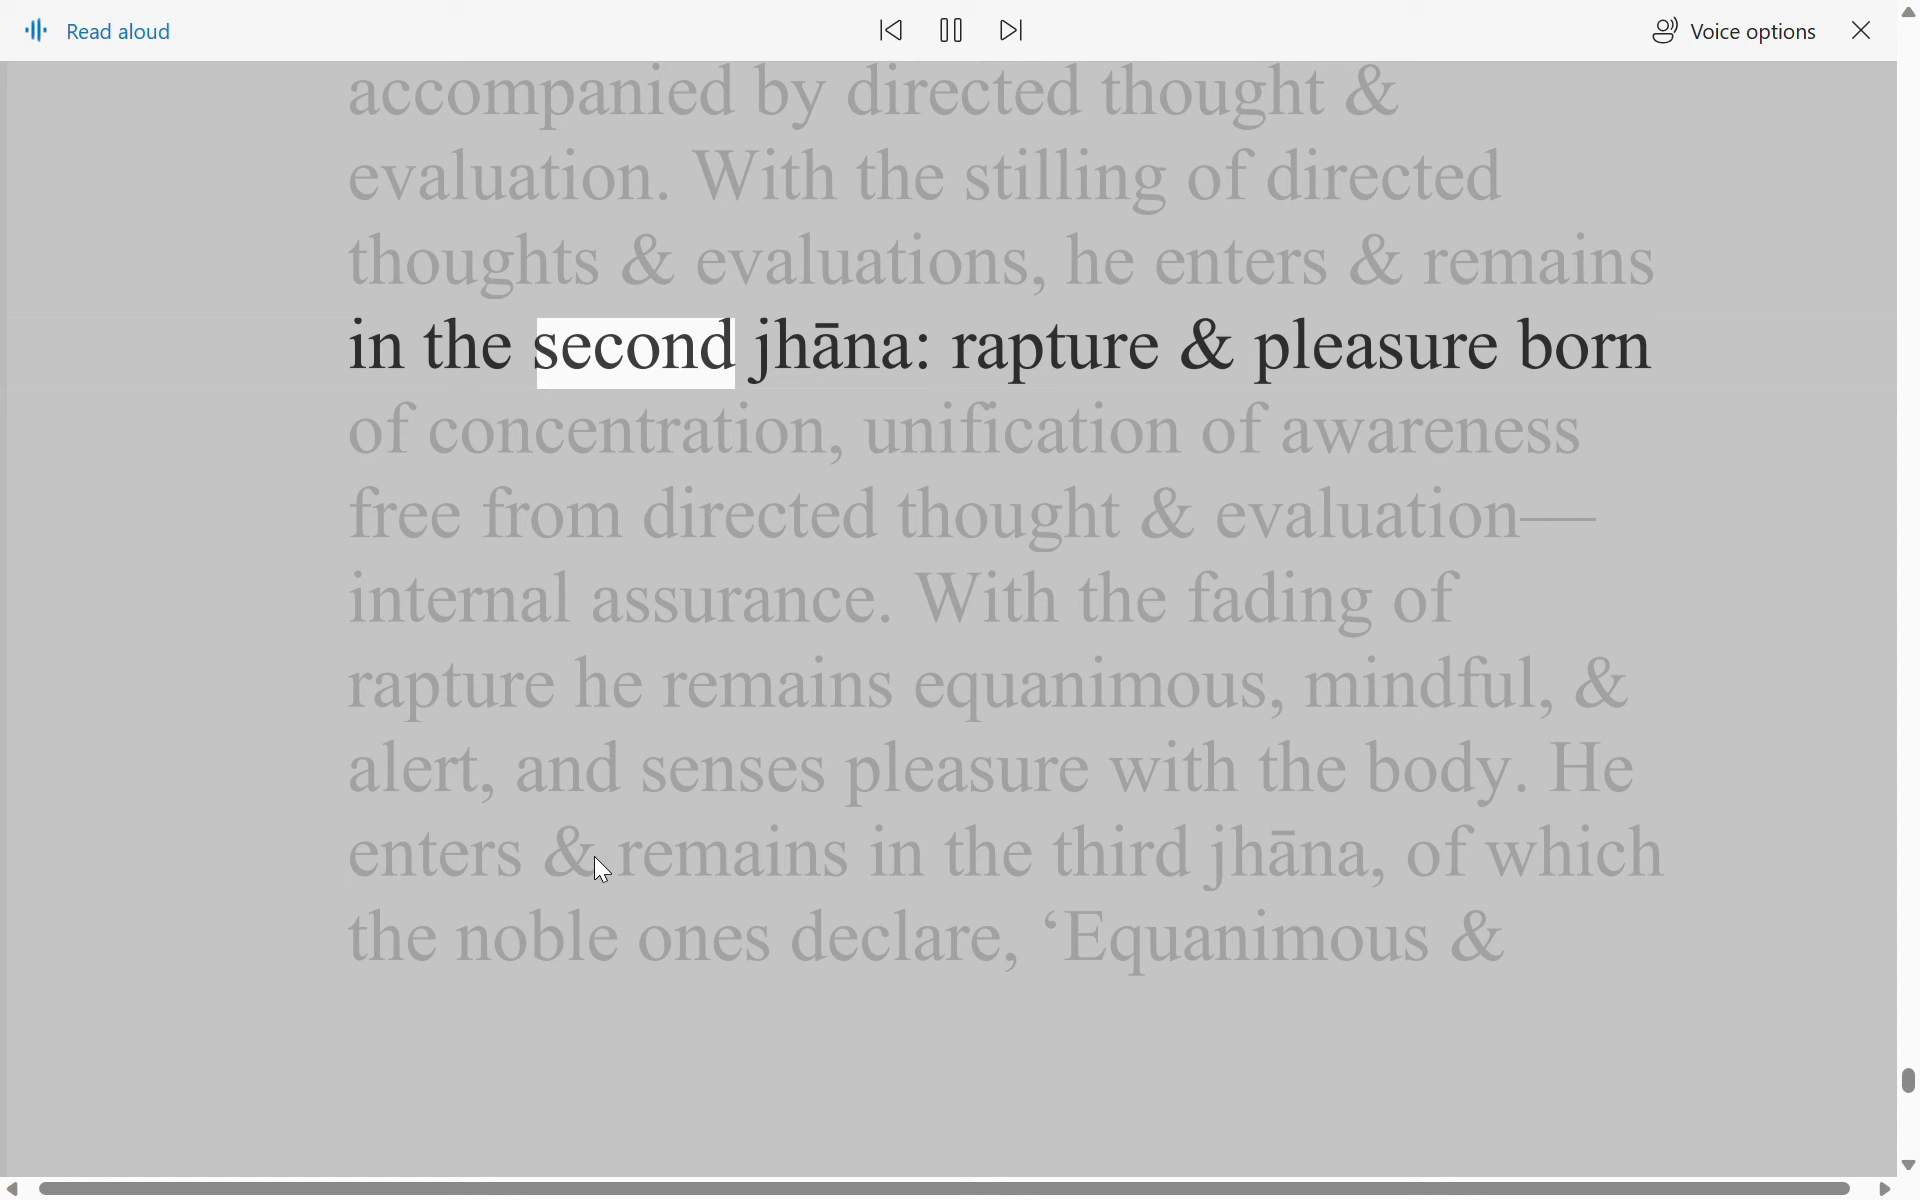 Read aloud
Voice options
accompanied by directed thought &
evaluation. With the stilling of directed
thoughts & evaluations, he enters & remains
in the second jhāna: rapture & pleasure born
of concentration, unification of awareness
free from directed thought & evaluation—
internal assurance. With the fading of
rapture he remains equanimous, mindful, &
alert, and senses pleasure with the body. He
enters & remains in the third jhāna, of which
the noble ones declare, ‘Equanimous &